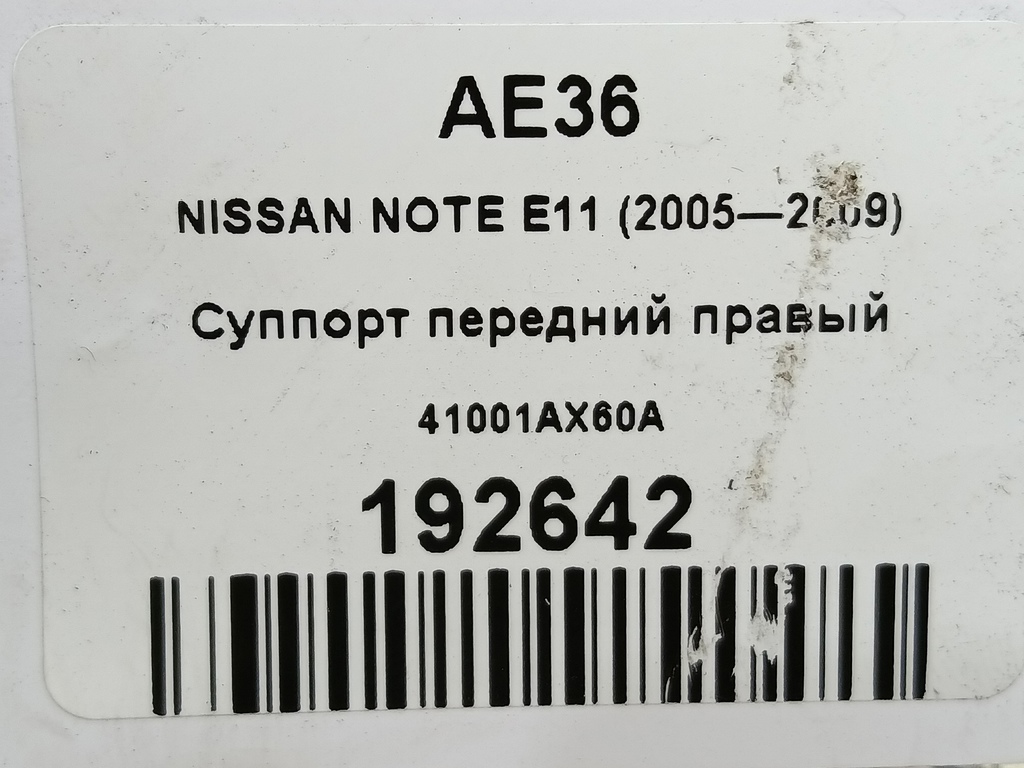 AE36
NISSAN NOTE E11 (2005—2009)
Суппорт передний правый
41001AX60A
192642